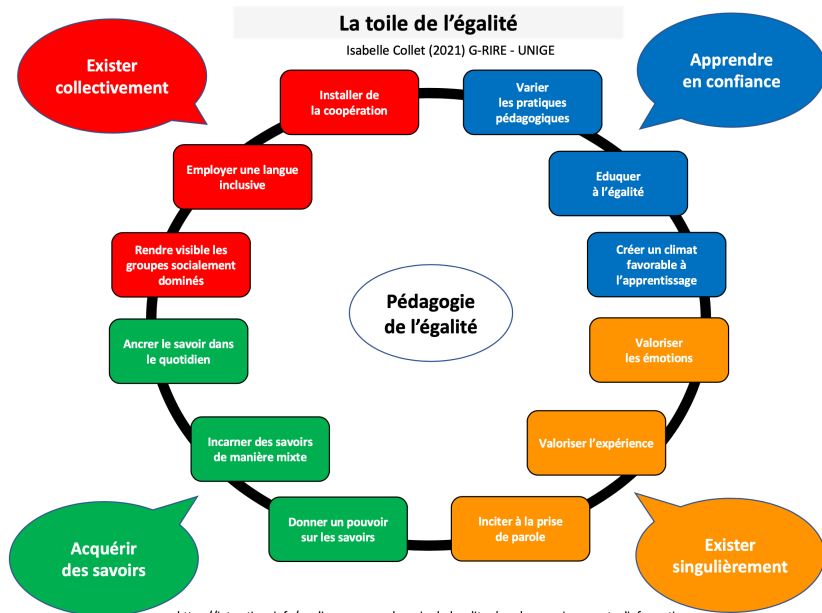 La toile de l'égalité
Isabelle Collet (2021) G-RIRE - UNIGE
Exister
collectivement
Apprendre
en confiance
Installer de
la coopération
Varier
les pratiques
pédagogiques
Employer une langue
inclusive
Eduquer
à l'égalité
Rendre visible les
groupes socialement
dominés
Créer un climat
favorable à
l'apprentissage
Pédagogie
de l'égalité
Ancrer le savoir dans
le quotidien
Valoriser
les émotions
Incarner des savoirs
de manière mixte
Valoriser l'expérience
Donner un pouvoir
sur les savoirs
Inciter à la prise
de parole
Acquérir
des savoirs
Exister
singulièrement